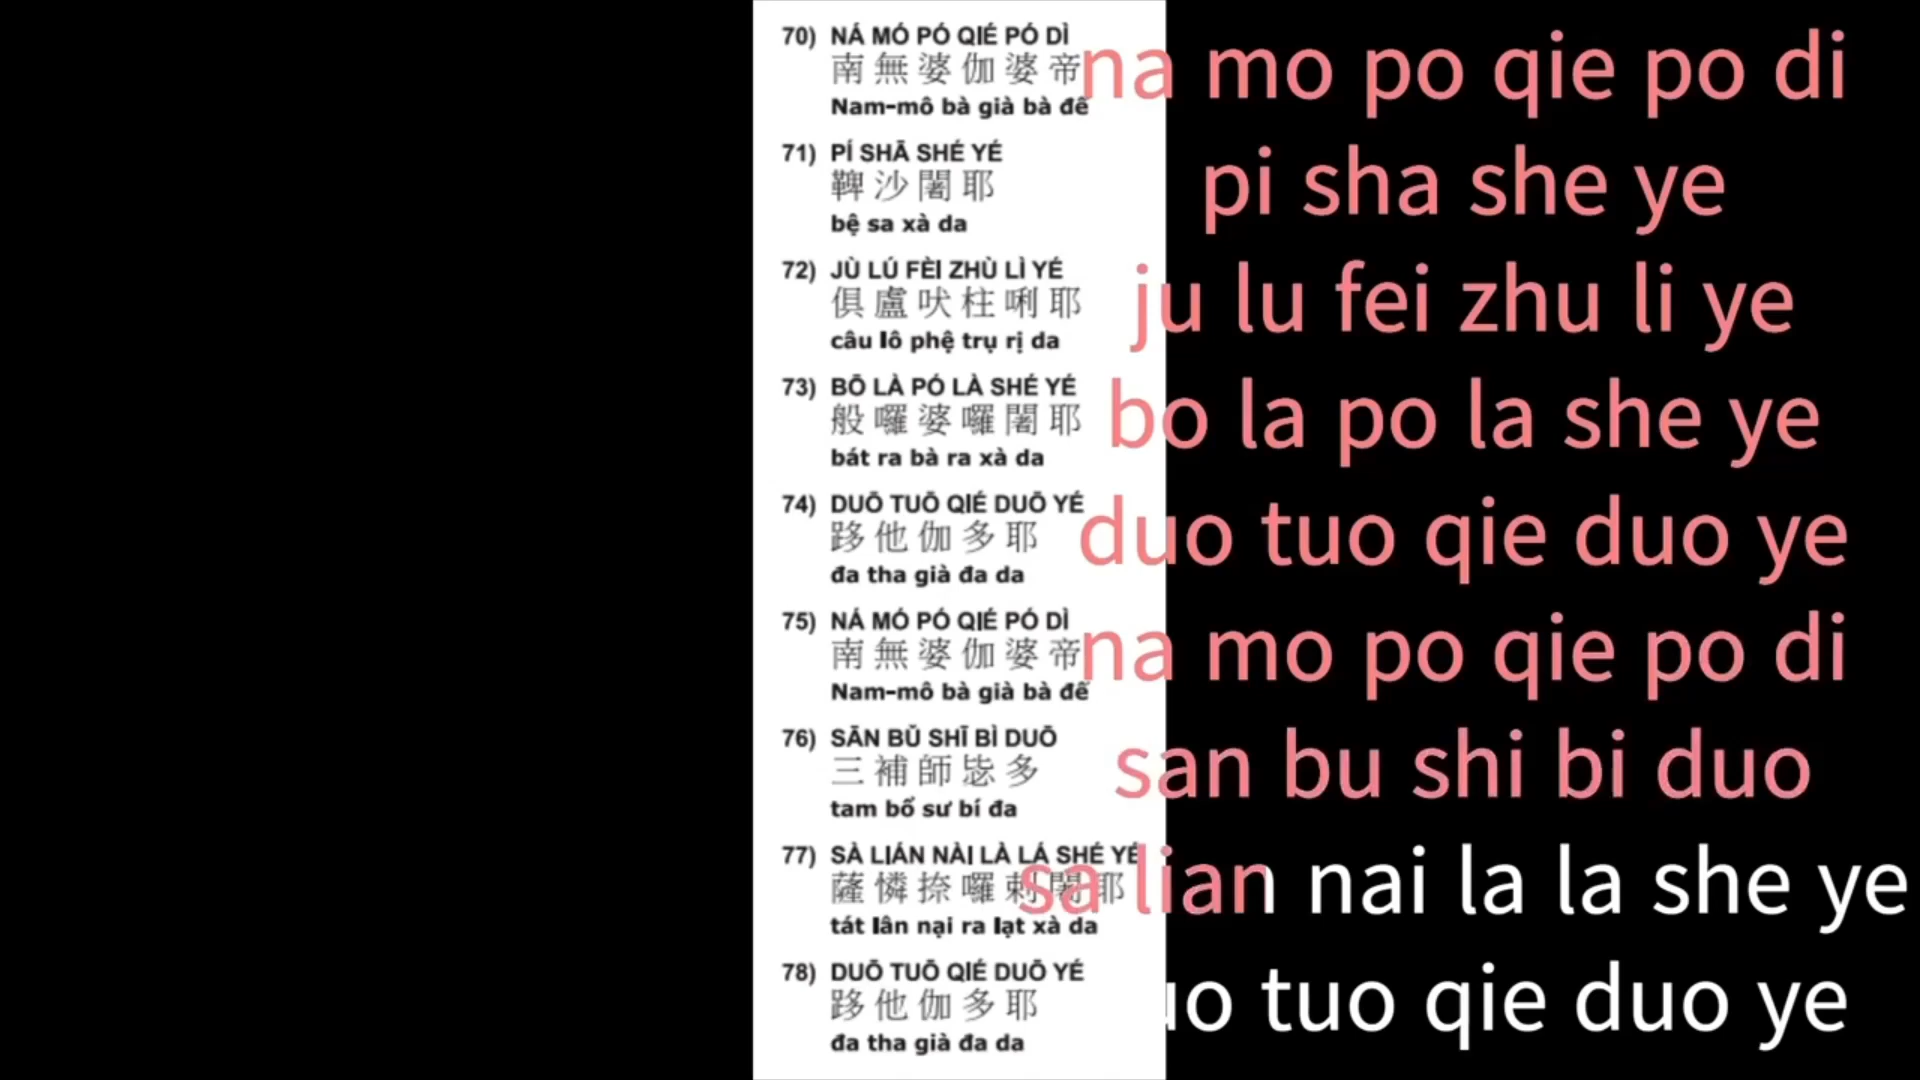 70) NÁ MÓ PÓ QIÉ PÓ DÌ
南無婆伽婆帝
Nam-mô bà già bà đế
71) PÍ SHĀ SHÉ YÉ
鞞沙闍耶
bệ sa xà da
72) JÙ LÚ FÈI ZHÙ LÌ YÉ
俱盧吠柱唎耶
câu lô phệ trụ rị da
73) BŌ LÀ PÓ LÀ SHÉ YÉ
般囉婆囉闍耶
bát ra bà ra xà da
74) DUŌ TUŌ QIÉ DUŌ YÉ
跢他伽多耶
đa tha già đa da
75) NÁ MÓ PÓ QIÉ PÓ DÌ
南無婆伽婆帝
Nam-mô bà già bà đế
76) SĀN BǓ SHĪ BÌ DUŌ
三補師毖多
tam bổ sư bí đa
77) SÀ LIÁN NÀI LÀ LÁ SHÉ YÉ
薩憐捺囉剌闍耶
tát lân nại ra lạt xà da
78) DUŌ TUŌ QIÉ DUŌ YÉ
跢他伽多耶
đa tha già đa da
na mo po qie po di
pi sha she ye
ju lu fei zhu li ye
bo la po la she ye
duo tuo qie duo ye
na mo po qie po di
san bu shi bi duo
sa lian nai la la she ye
uo tuo qie duo ye